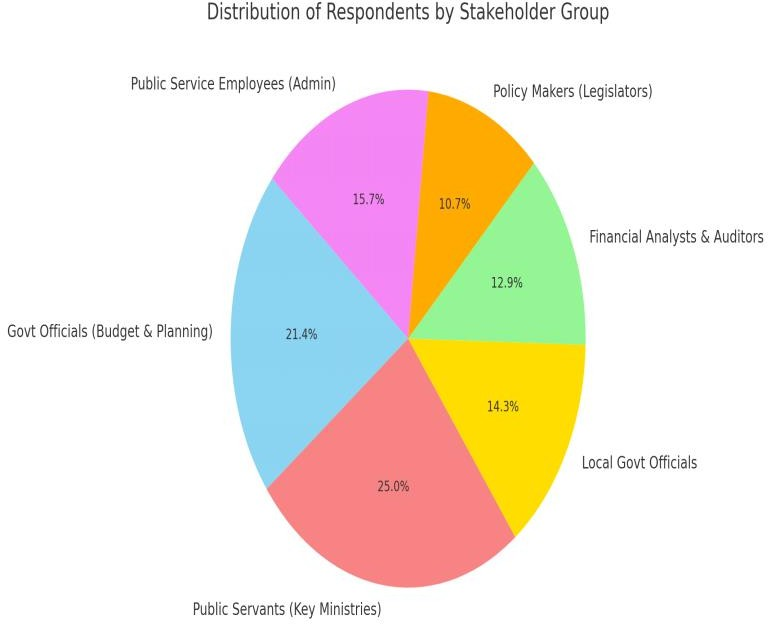 Distribution of Respondents by Stakeholder Group
Public Service Employees (Admin)
Policy Makers (Legislators)
15.7%
10.7%
Financial Analysts & Auditors
12.9%
Govt Officials (Budget & Planning)
21.4%
14.3%
Local Govt Officials
25.0%
Public Servants (Key Ministries)